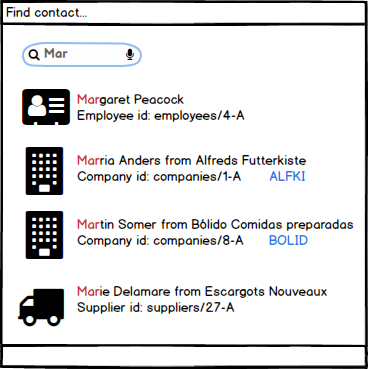 Find contact...
Mar
Margaret Peacock
Employee id: employees/4-A
Marria Anders from Alfreds Futterkiste
Company id: companies/1-A ALFKI
Martin Somer from Bólido Comidas preparadas
Company id: companies/8-A BOLID
Marie Delamare from Escargots Nouveaux
Supplier id: suppliers/27-A